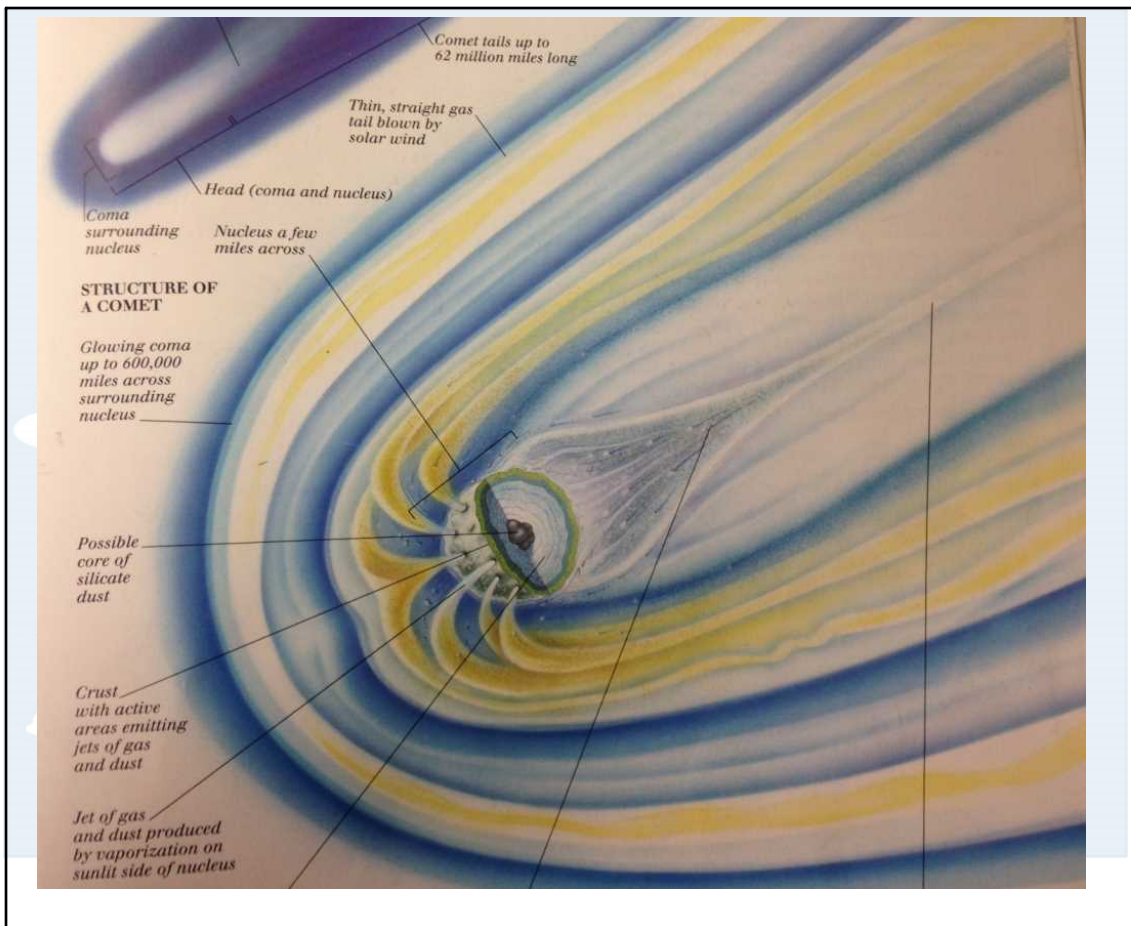 Comet tails up to
62 million miles long
Thin, straight gas
tail blown by
solar wind
Head (coma and nucleus)
Coma
surrounding
nucleus
Nucleus a few
miles across
STRUCTURE OF
A COMET
Glowing coma
up to 600,000
miles across
surrounding
nucleus
Possible
core of
silicate
dust
Crust
with active
areas emitting
jets of gas
and dust
Jet of gas
and dust produced
by vaporization on
sunlit side of nucleus